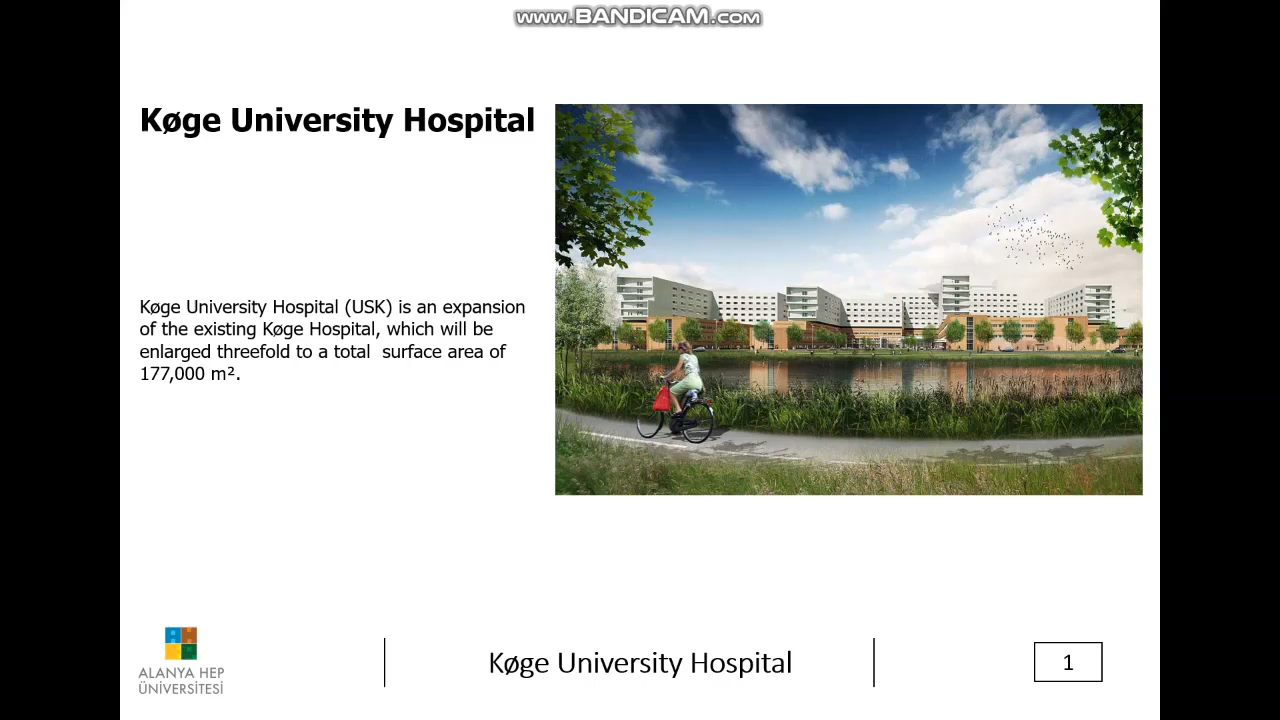 www.BANDICAM.com
Køge University Hospital
Køge University Hospital (USK) is an expansion
of the existing Køge Hospital, which will be
enlarged threefold to a total  surface area of
177,000 m².
ALANYA HEP
ÜNİVERSİTESİ
Køge University Hospital
1